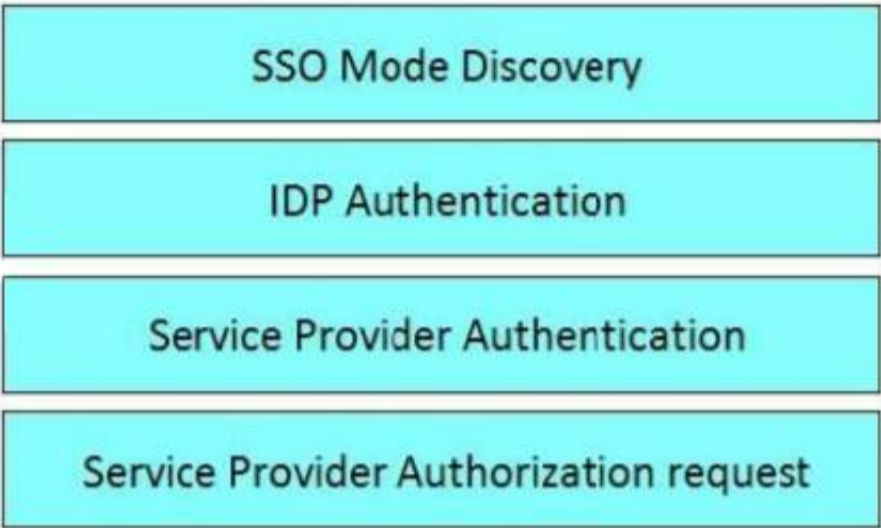 SSO Mode Discovery
IDP Authentication
Service Provider Authentication
Service Provider Authorization request